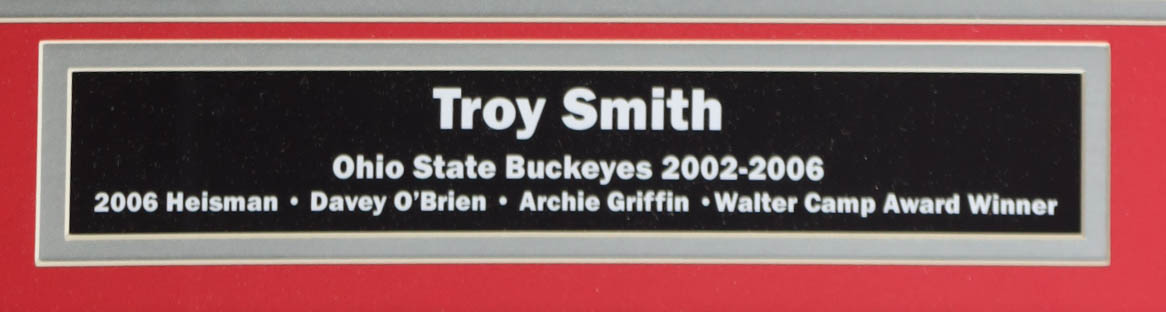 Troy Smith
Ohio State Buckeyes 2002-2006
2006 Heisman • Davey O'Brien • Archie Griffin • Walter Camp Award Winner